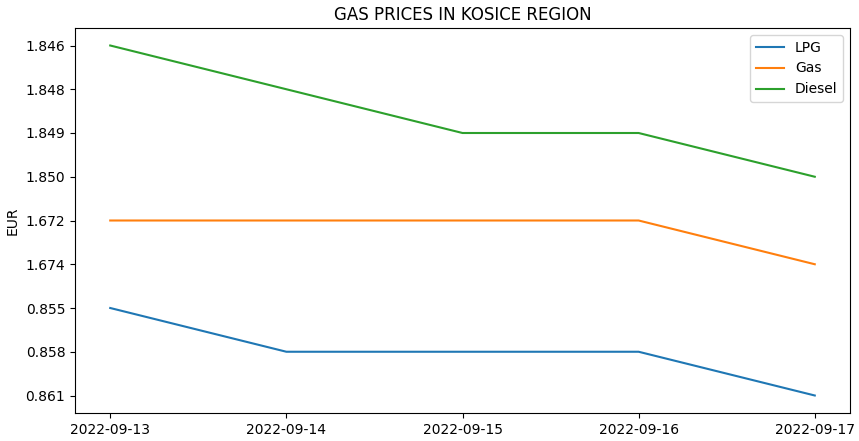 GAS PRICES IN KOSICE REGION
LPG
Gas
Diesel
EUR
1.846
1.848
1.849
1.850
1.672
1.674
0.855
0.858
0.861
2022-09-13 2022-09-14 2022-09-15 2022-09-16 2022-09-17